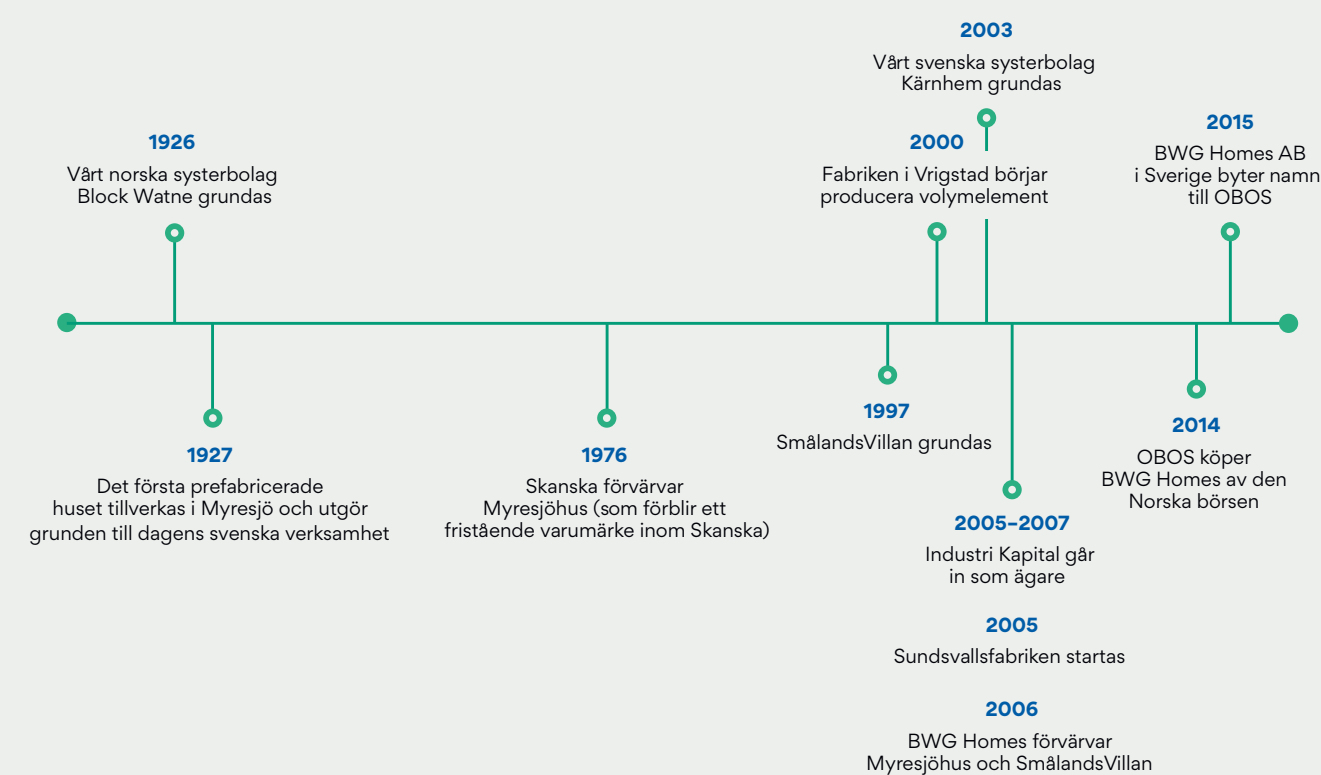 2003
Vårt svenska systerbolag
Kärnhem grundas
1926
Vårt norska systerbolag
Block Watne grundas
2000
Fabriken i Vrigstad börjar
producera volymelement
2015
BWG Homes AB
i Sverige byter namn
till OBOS
1927
Det första prefabricerade
huset tillverkas i Myresjö och utgör
grunden till dagens svenska verksamhet
1976
Skanska förvärvar
Myresjöhus (som förblir ett
fristående varumärke inom Skanska)
1997
SmålandsVillan grundas
2005–2007
Industri Kapital går
in som ägare
2005
Sundsvallsfabriken startas
2006
BWG Homes förvärvar
Myresjöhus och SmålandsVillan
2014
OBOS köper
BWG Homes av den
Norska börsen